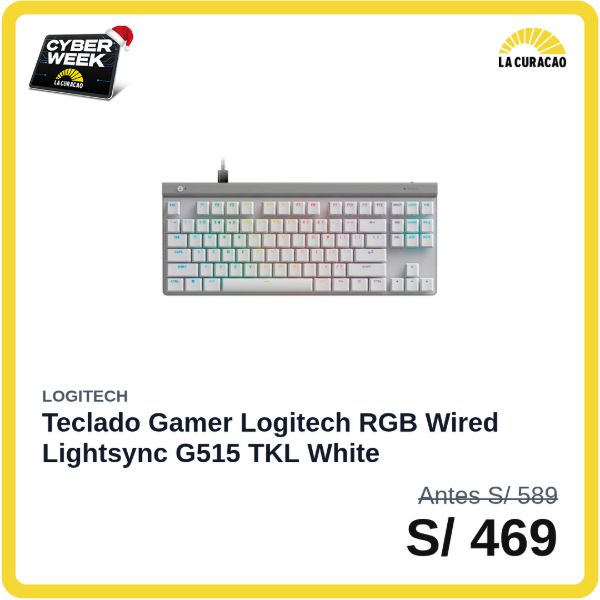 CYBER
WEEK
LA CURACAO
LA CURACAO
LOGITECH
Teclado Gamer Logitech RGB Wired
Lightsync G515 TKL White
Antes S/ 589
S/ 469